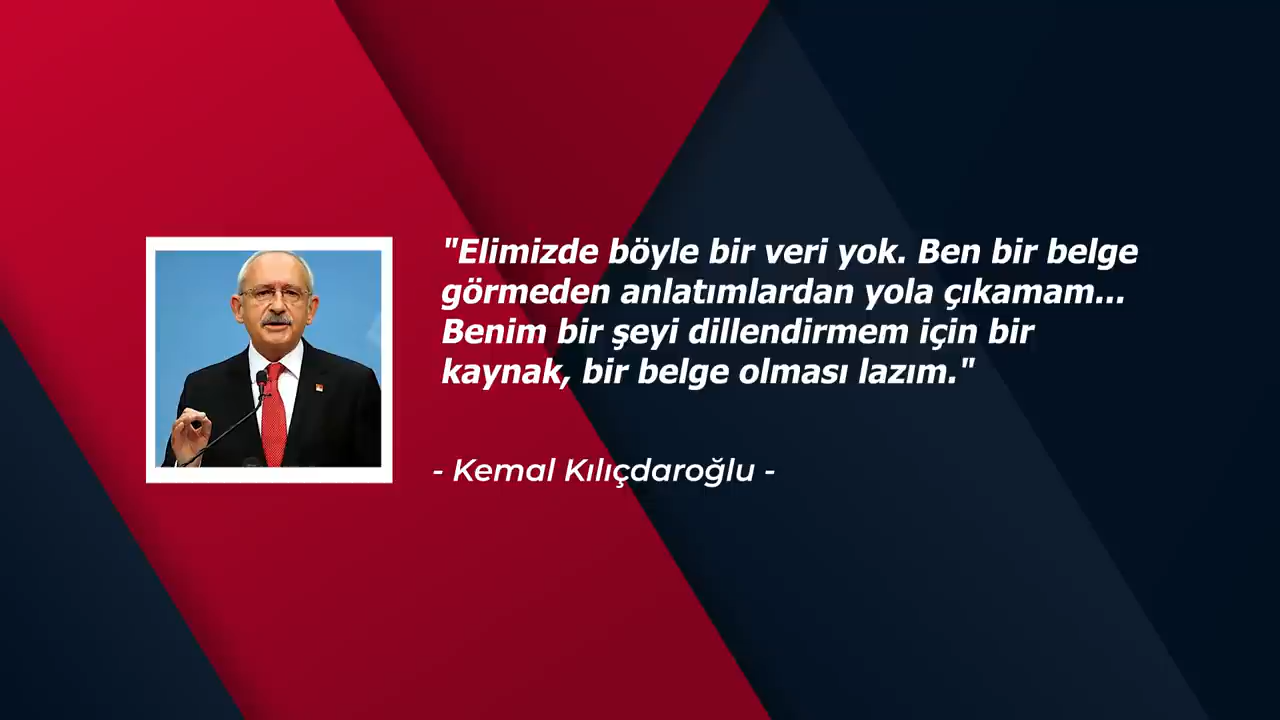 "Elimizde böyle bir veri yok. Ben bir belge
görmeden anlatımlardan yola çıkamam...
Benim bir şeyi dillendirmem için bir
kaynak, bir belge olması lazım."
- Kemal Kılıçdaroğlu -